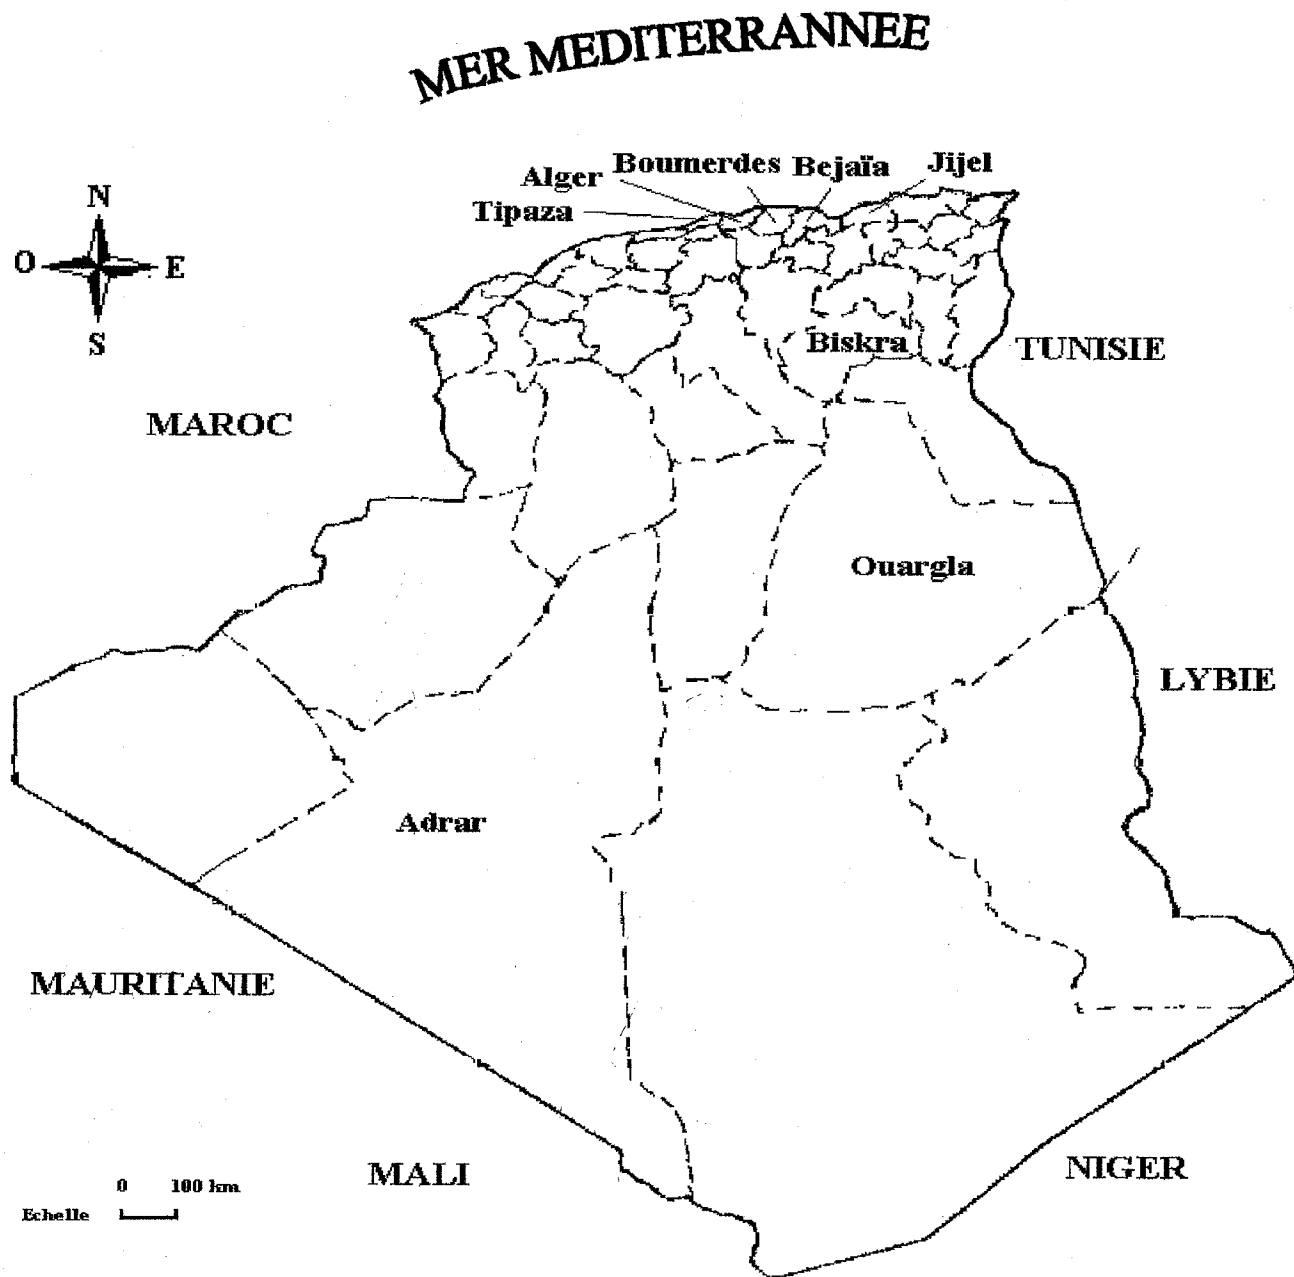 MER MEDITERRANNEE
Boumerdes
Bejaïa
Jijel
Alger
Tipaza
N
O
E
S
Biskra
TUNISIE
MAROC
Ouargla
LYBIE
Adrar
MAURITANIE
MALI
NIGER
0 100 km
Echelle